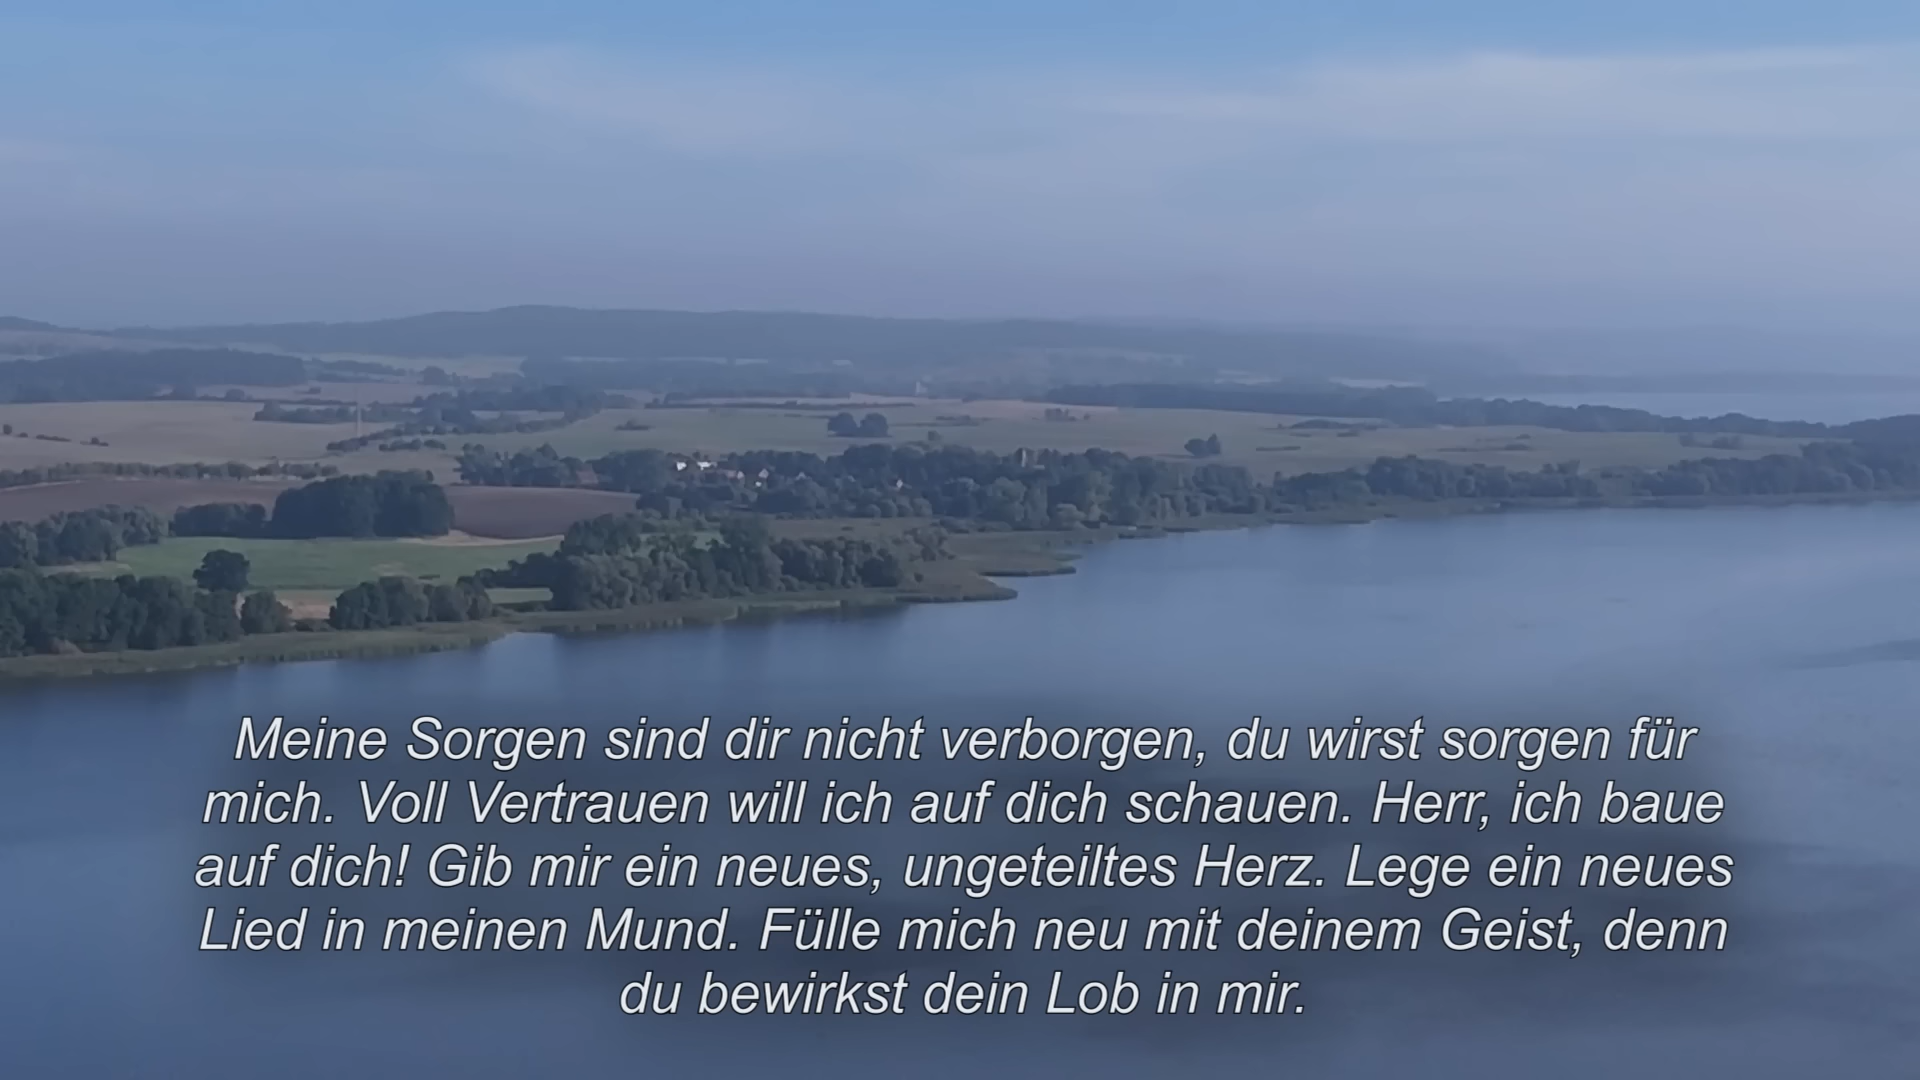 Meine Sorgen sind dir nicht verborgen, du wirst sorgen für
mich. Voll Vertrauen will ich auf dich schauen. Herr, ich baue
auf dich! Gib mir ein neues, ungeteiltes Herz. Lege ein neues
Lied in meinen Mund. Fülle mich neu mit deinem Geist, denn
du bewirkst dein Lob in mir.